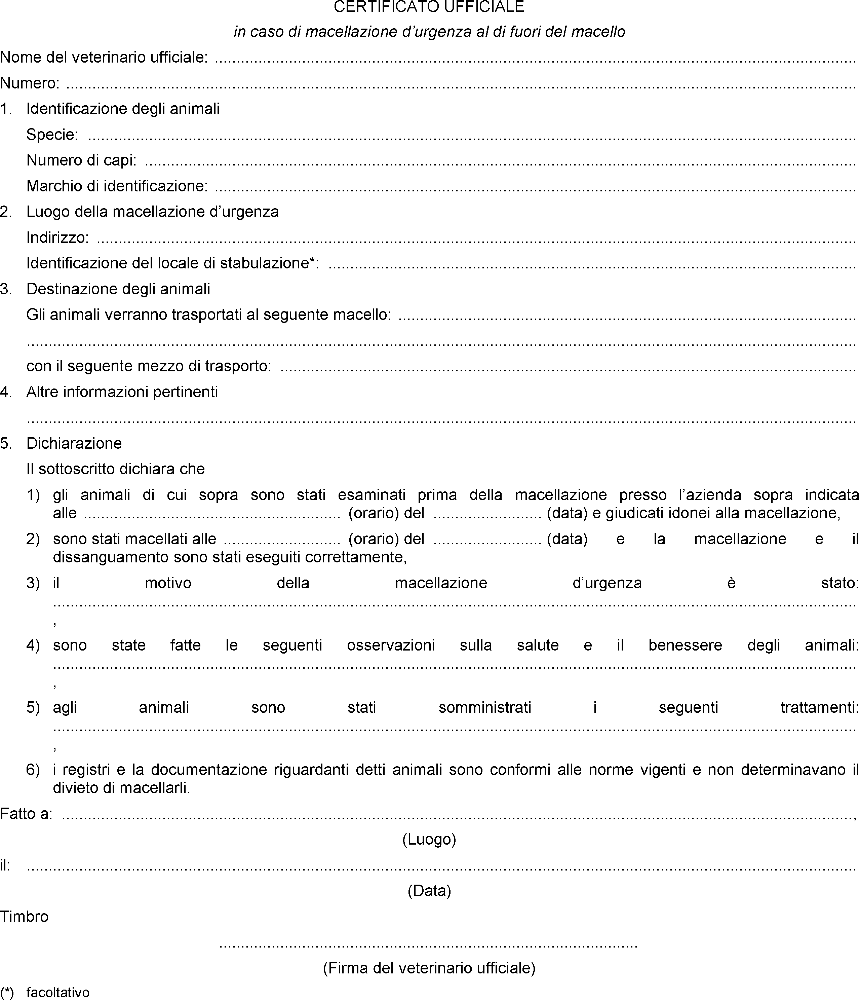 CERTIFICATO UFFICIALE
in caso di macellazione d’urgenza al di fuori del macello
Nome del veterinario ufficiale: ....................................................................................................
Numero: ....................................................................................................
1. Identificazione degli animali
Specie: ....................................................................................................
Numero di capi: ....................................................................................................
Marchio di identificazione: ....................................................................................................
2. Luogo della macellazione d’urgenza
Indirizzo: ....................................................................................................
Identificazione del locale di stabulazione*: ....................................................................................................
3. Destinazione degli animali
Gli animali verranno trasportati al seguente macello: ....................................................................................................
....................................................................................................
con il seguente mezzo di trasporto: ....................................................................................................
4. Altre informazioni pertinenti
....................................................................................................
5. Dichiarazione
Il sottoscritto dichiara che
1) gli animali di cui sopra sono stati esaminati prima della macellazione presso l’azienda sopra indicata
alle .......................................................... (orario) del ......................... (data) e giudicati idonei alla macellazione,
2) sono stati macellati alle ........................... (orario) del ......................... (data) e la macellazione e il
dissanguamento sono stati eseguiti correttamente,
3) il motivo della macellazione d’urgenza è stato:
....................................................................................................
,
4) sono state fatte le seguenti osservazioni sulla salute e il benessere degli animali:
....................................................................................................
,
5) agli animali sono stati somministrati i seguenti trattamenti:
....................................................................................................
,
6) i registri e la documentazione riguardanti detti animali sono conformi alle norme vigenti e non determinavano il
divieto di macellarli.
Fatto a: ....................................................................................................,
(Luogo)
il: ....................................................................................................
(Data)
Timbro
................................................................................................
(Firma del veterinario ufficiale)
(*) facoltativo